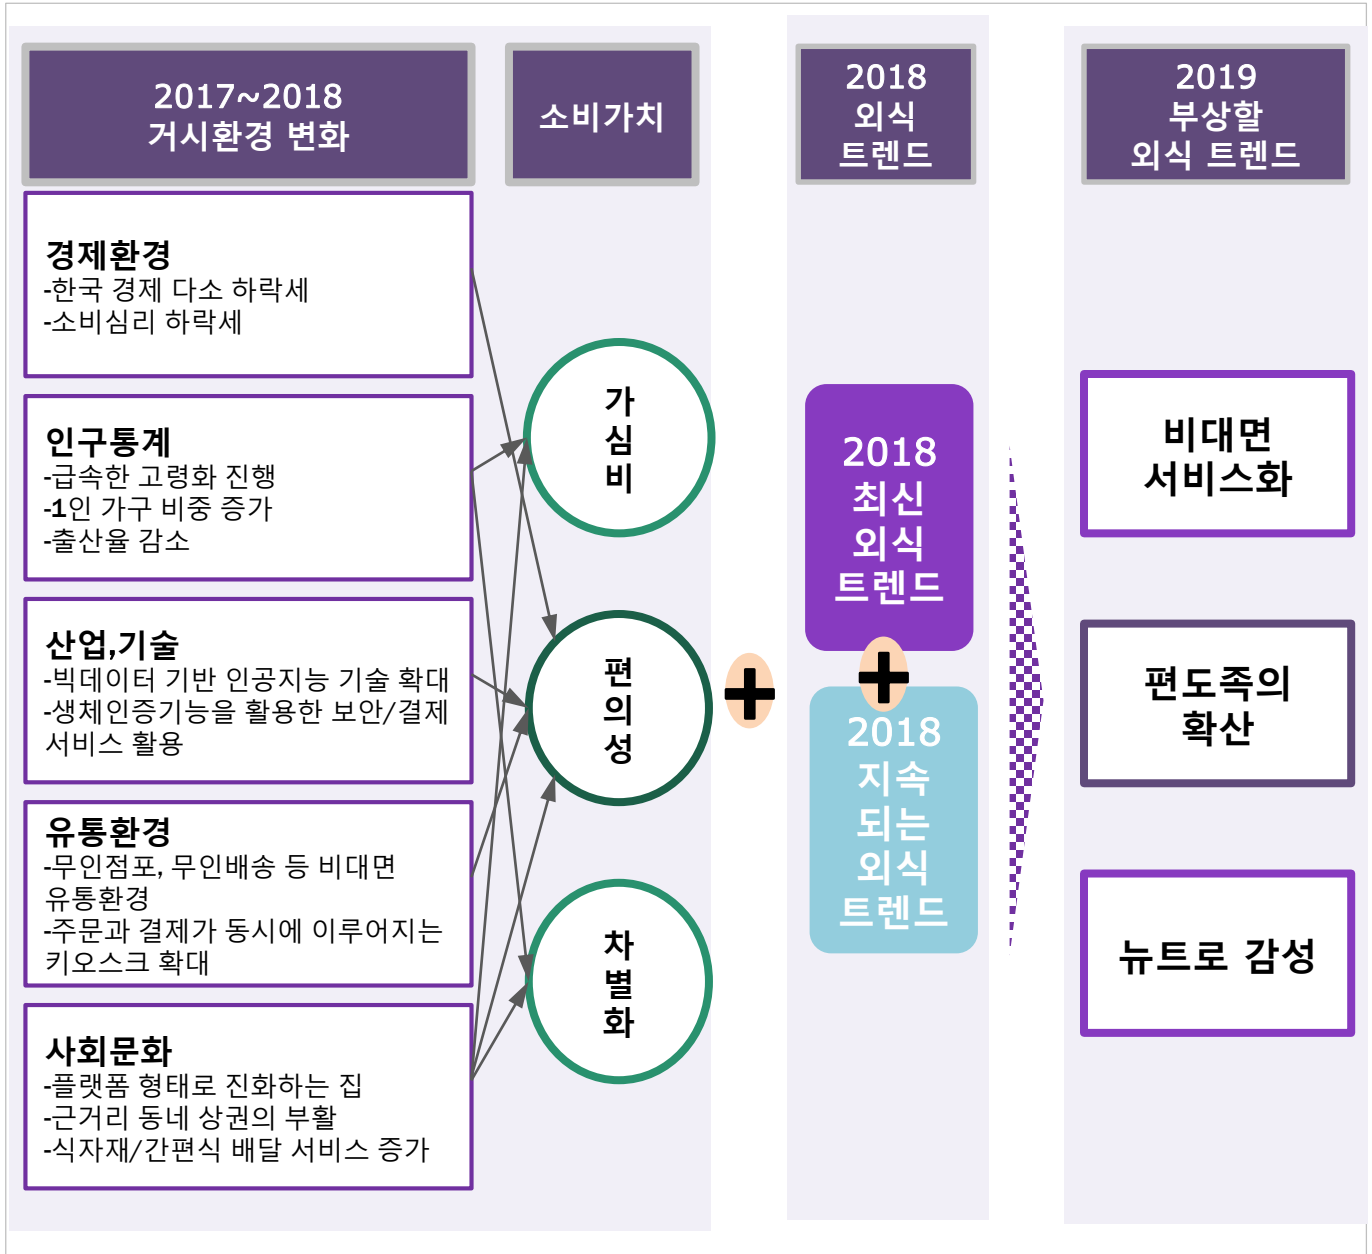 2017~2018
거시환경 변화
소비가치
2018
외식
트렌드
2019
부상할
외식 트렌드
경제환경
-한국 경제 다소 하락세
-소비심리 하락세
인구통계
-급속한 고령화 진행
-1인 가구 비중 증가
-출산율 감소
산업,기술
-빅데이터 기반 인공지능 기술 확대
-생체인증기능을 활용한 보안/결제
서비스 활용
유통환경
-무인점포, 무인배송 등 비대면
유통환경
-주문과 결제가 동시에 이루어지는
키오스크 확대
사회문화
-플랫폼 형태로 진화하는 집
-근거리 동네 상권의 부활
-식자재/간편식 배달 서비스 증가
가
심
비
편
의
성
차
별
화
+
2018
최신
외식
트렌드
+
2018
지속
되는
외식
트렌드
비대면
서비스화
편도족의
확산
뉴트로 감성